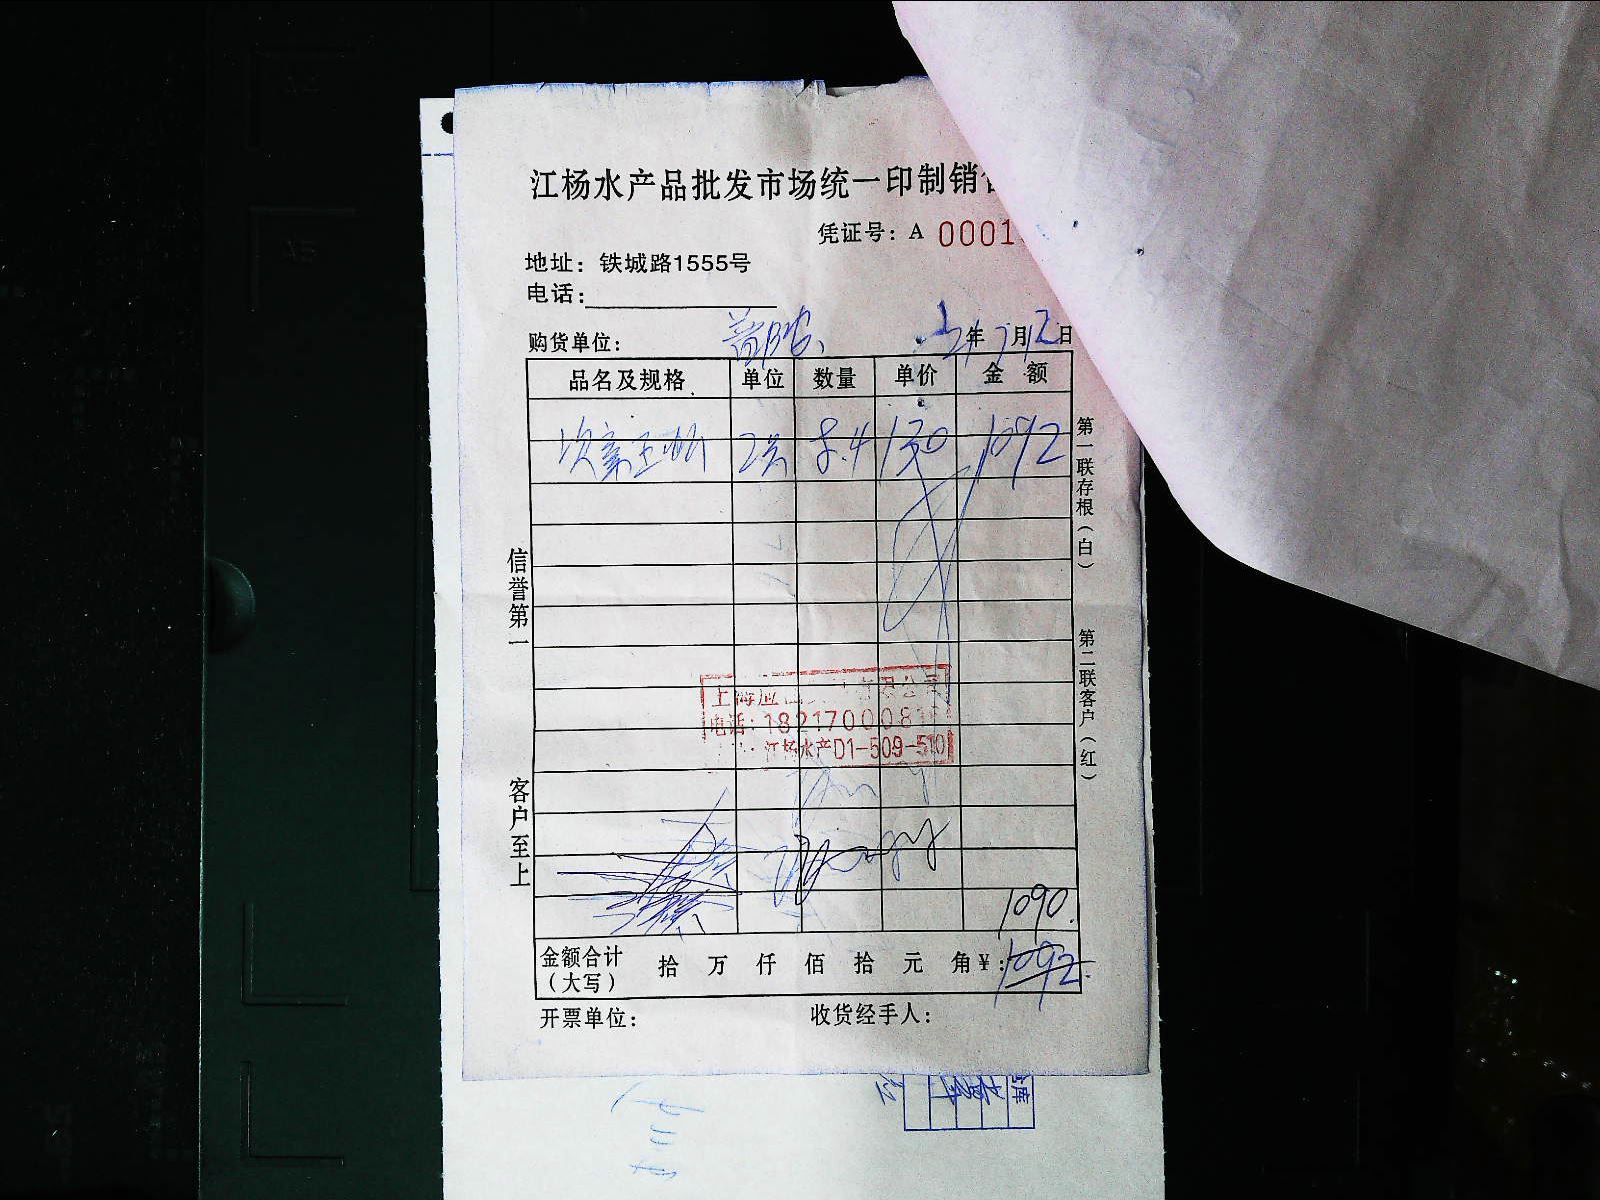 江杨水产品批发市场统一印制销
凭证号：A 0001
地址：铁城路1555号
电话：
购货单位： 年 月 12 日
品名及规格 单位 数量 单价 金 额
8.4 130 1092
第一联存根（白）
第二联客户（红）
信誉第一
客户至上
上海
电话：182170008
江杨水产D1-509-510
1090.
金额合计（大写） 拾 万 仟 佰 拾 元 角 ¥：1092
开票单位： 收货经手人：
库